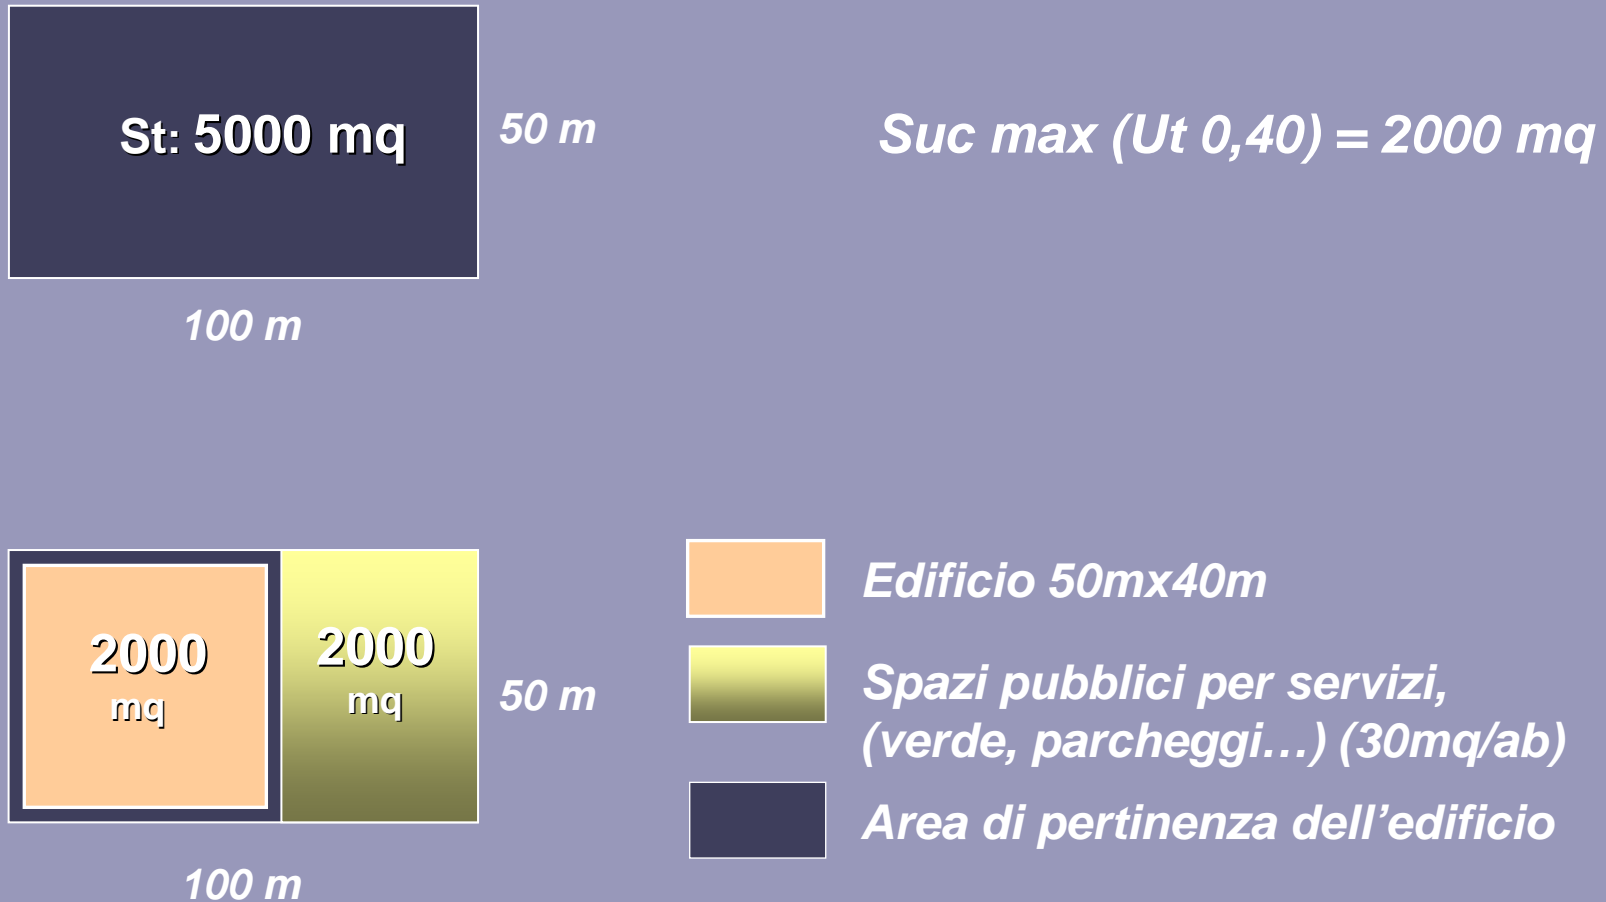 St: 5000 mq
50 m
Suc max (Ut 0,40) = 2000 mq
100 m
2000
mq
2000
mq
50 m
100 m
Edificio 50mx40m
Spazi pubblici per servizi,
(verde, parcheggi…) (30mq/ab)
Area di pertinenza dell’edificio